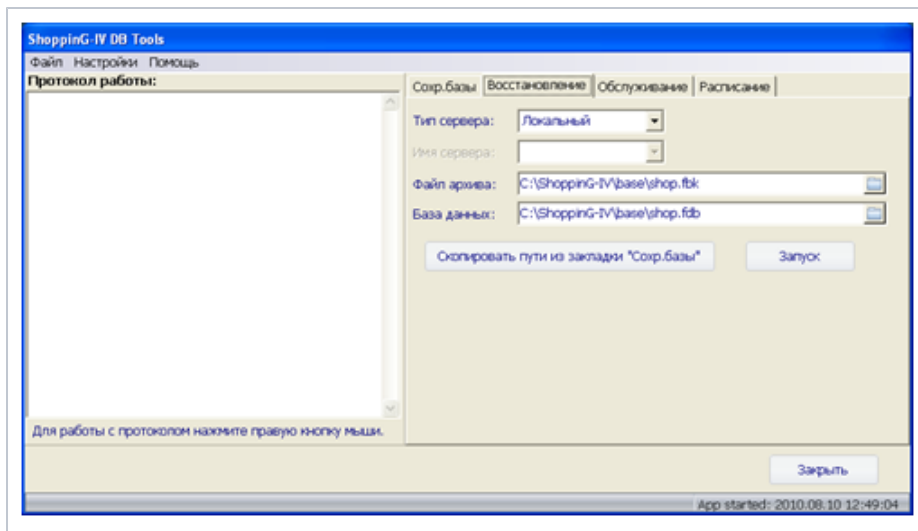 ShoppinG-IV DB Tools
Файл Настройки Помощь
Протокол работы:
Сохр.базы Восстановление Обслуживание Расписание
Тип сервера: Локальный
Имя сервера:
Файл архива: C:\ShoppinG-IV\base\shop.fbk
База данных: C:\ShoppinG-IV\base\shop.fdb
Скопировать пути из закладки "Сохр.базы" Запуск
Для работы с протоколом нажмите правую кнопку мыши.
Закрыть
App started: 2010.08.10 12:49:04